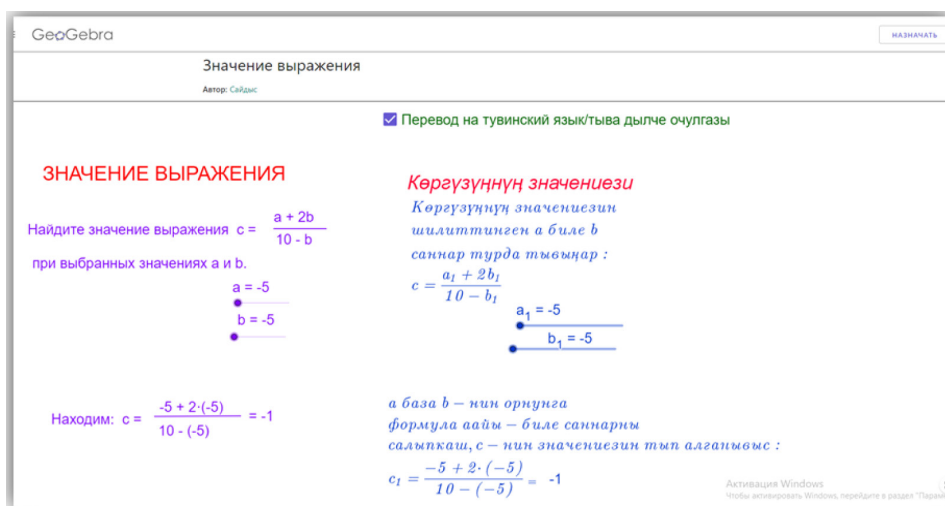 GeoGebra
НАЗНАЧАТЬ
Значение выражения
Автор: Сайдыс
Перевод на тувинский язык/тыва дылче очулгазы
ЗНАЧЕНИЕ ВЫРАЖЕНИЯ
Найдите значение выражения c = (a + 2b)/(10 - b)
при выбранных значениях a и b.
a = -5
b = -5
Находим: c = (-5 + 2·(-5))/(10 - (-5)) = -1
Көргүзүңнүң значениези
Көргүзүңнүң значениезин
шилиттинген a биле b
саннар турда тывыңар :
c = (a₁ + 2b₁)/(10 − b₁)
a₁ = -5
b₁ = -5
a база b − нин орнунга
формула аайы − биле саннарны
салыпкаш, c − нин значениезин тып алганывыс :
c₁ = (−5 + 2· (−5))/(10 − (−5)) = -1
Активация Windows
Чтобы активировать Windows, перейдите в раздел "Парам